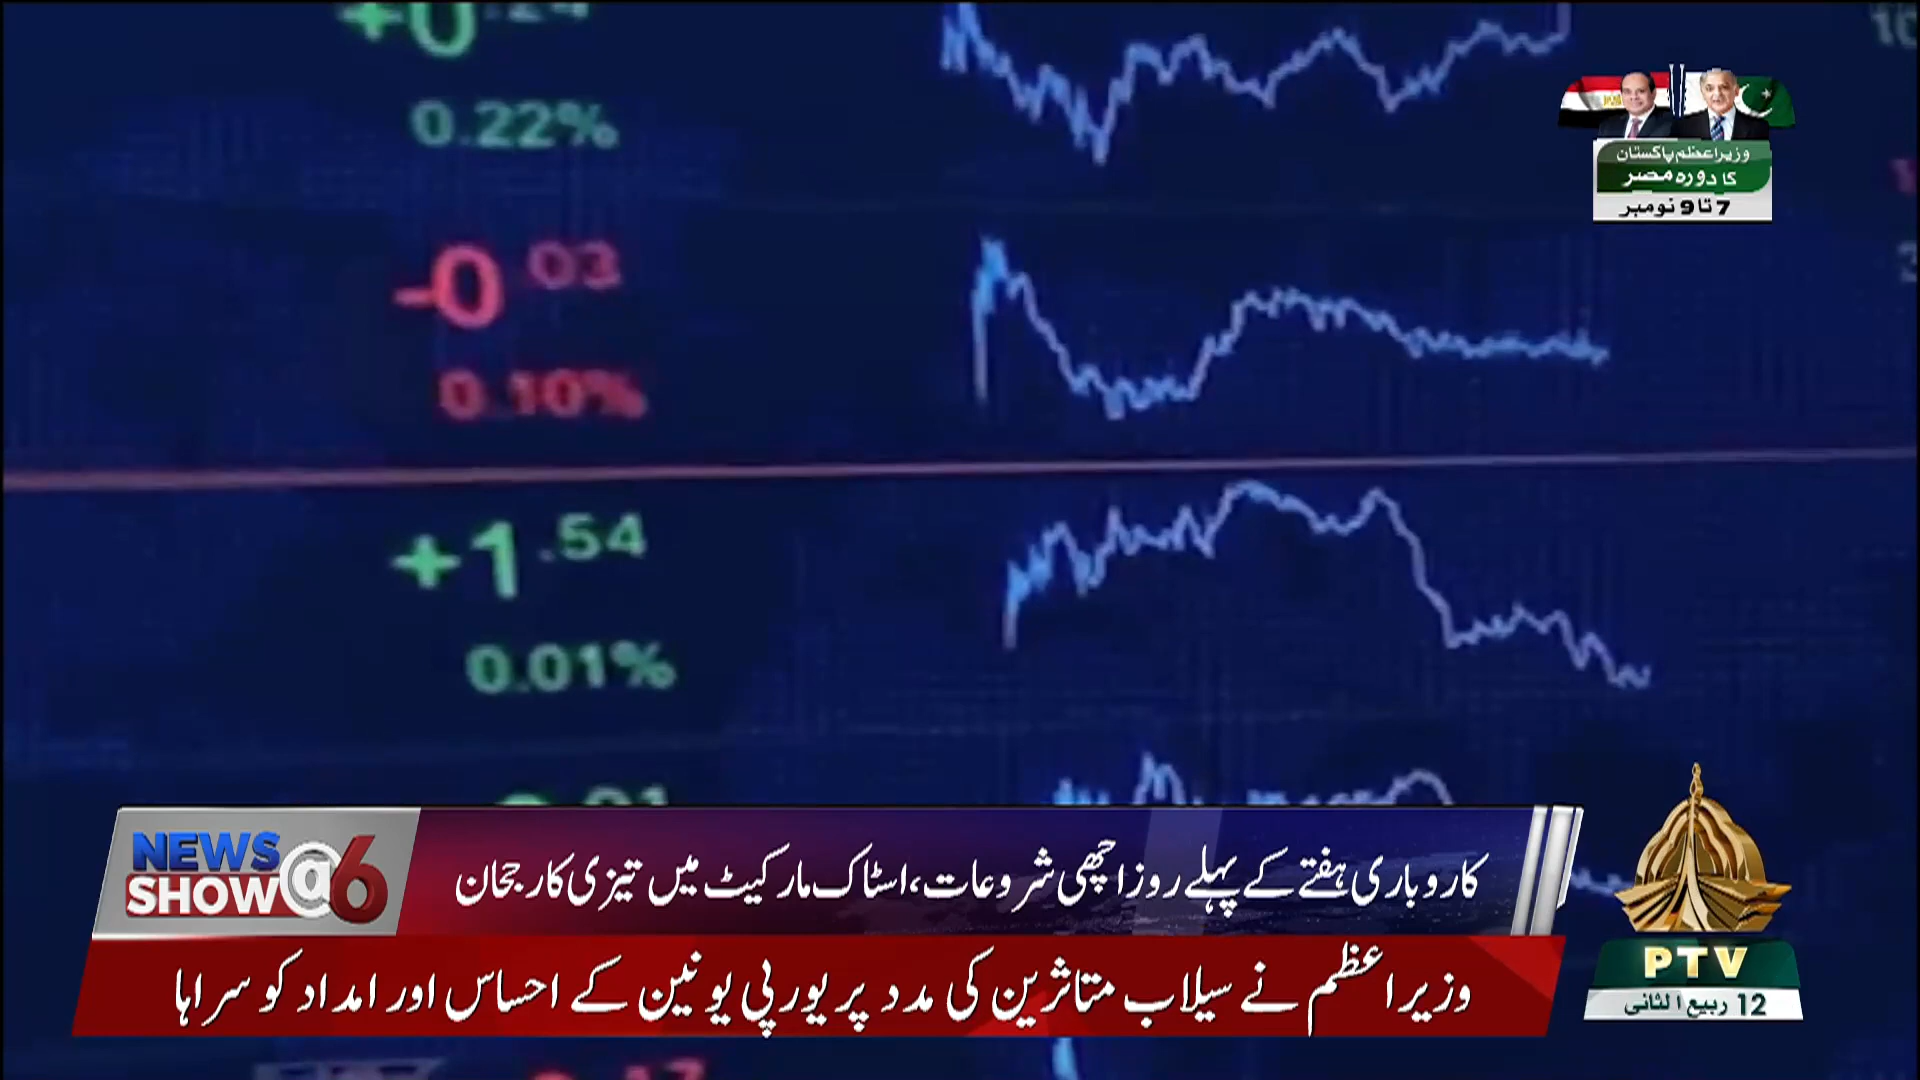 +0.24
0.22%
-0.03
0.10%
+1.54
0.01%
وزیراعظم پاکستان
کا دورہ مصر
7 تا 9 نومبر
NEWS
SHOW@6
کاروباری ہفتے کے پہلے روز اچھی شروعات، اسٹاک مارکیٹ میں تیزی کا رجحان
وزیراعظم نے سیلاب متاثرین کی مدد پر یورپی یونین کے احساس اور امداد کو سراہا
PTV
12 ربیع الثانی